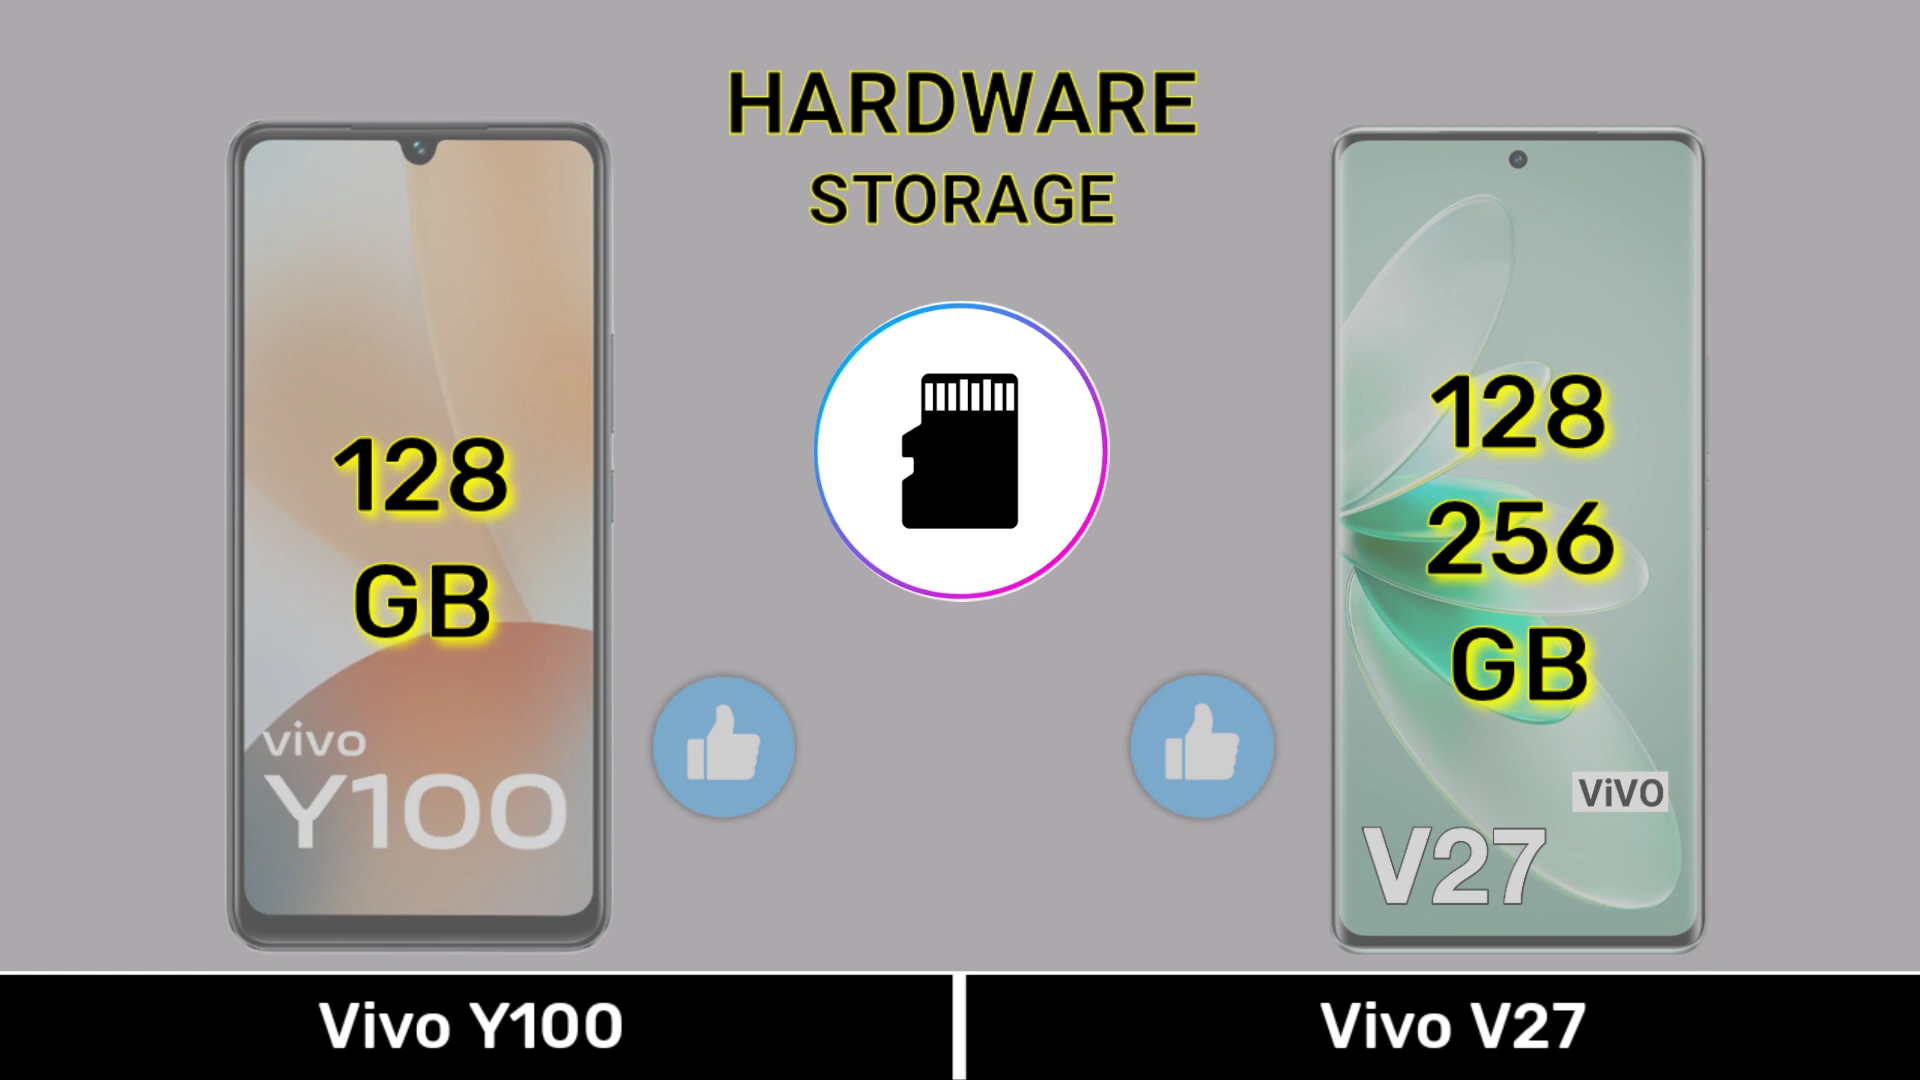 HARDWARE
STORAGE
128
GB
vivo
Y100
128
256
GB
ViVO
V27
Vivo Y100
Vivo V27